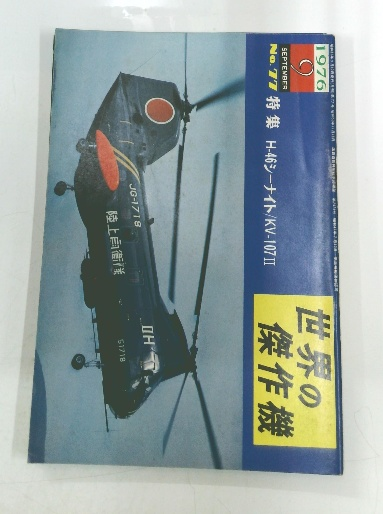 1976
9
SEPTEMBER
No.77
特集 H-46シーナイト/KV-107Ⅱ
世界の
傑作機
JG-1718
陸上自衛隊
51718
ⅡH